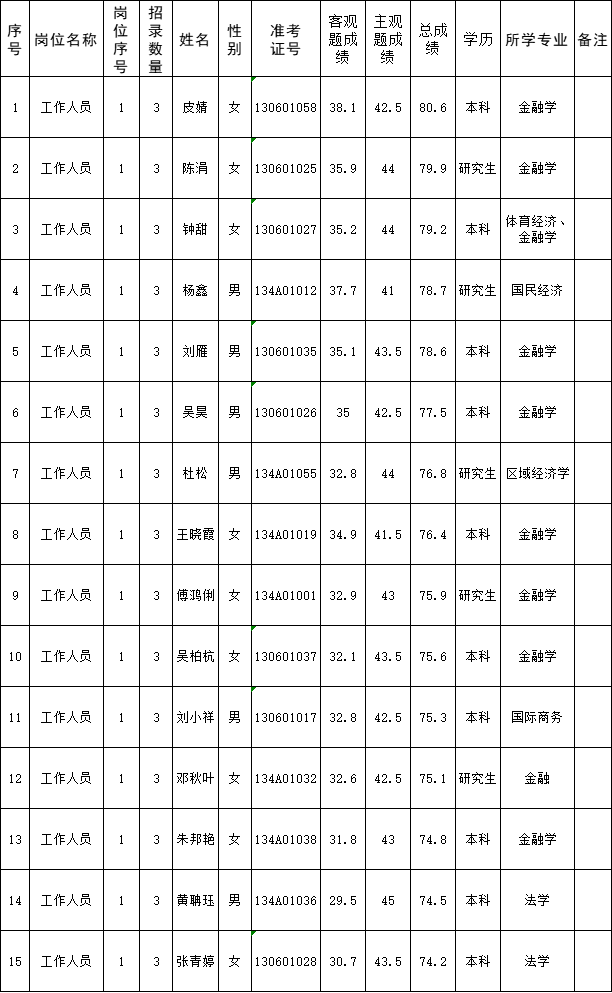 序号 岗位名称 岗位序号 招录数量 姓名 性别 准考证号 客观题成绩 主观题成绩 总成绩 学历 所学专业 备注
1 工作人员 1 3 皮婧 女 130601058 38.1 42.5 80.6 本科 金融学
2 工作人员 1 3 陈涓 女 130601025 35.9 44 79.9 研究生 金融学
3 工作人员 1 3 钟甜 女 130601027 35.2 44 79.2 本科 体育经济、金融学
4 工作人员 1 3 杨鑫 男 134A01012 37.7 41 78.7 研究生 国民经济
5 工作人员 1 3 刘雁 男 130601035 35.1 43.5 78.6 本科 金融学
6 工作人员 1 3 吴昊 男 130601026 35 42.5 77.5 本科 金融学
7 工作人员 1 3 杜松 男 134A01055 32.8 44 76.8 研究生 区域经济学
8 工作人员 1 3 王晓霞 女 134A01019 34.9 41.5 76.4 本科 金融学
9 工作人员 1 3 傅鸿俐 女 134A01001 32.9 43 75.9 研究生 金融学
10 工作人员 1 3 吴柏杭 女 130601037 32.1 43.5 75.6 本科 金融学
11 工作人员 1 3 刘小祥 男 130601017 32.8 42.5 75.3 本科 国际商务
12 工作人员 1 3 邓秋叶 女 134A01032 32.6 42.5 75.1 研究生 金融
13 工作人员 1 3 朱邦艳 女 134A01038 31.8 43 74.8 本科 金融学
14 工作人员 1 3 黄聃珏 男 134A01036 29.5 45 74.5 本科 法学
15 工作人员 1 3 张青婷 女 130601028 30.7 43.5 74.2 本科 法学